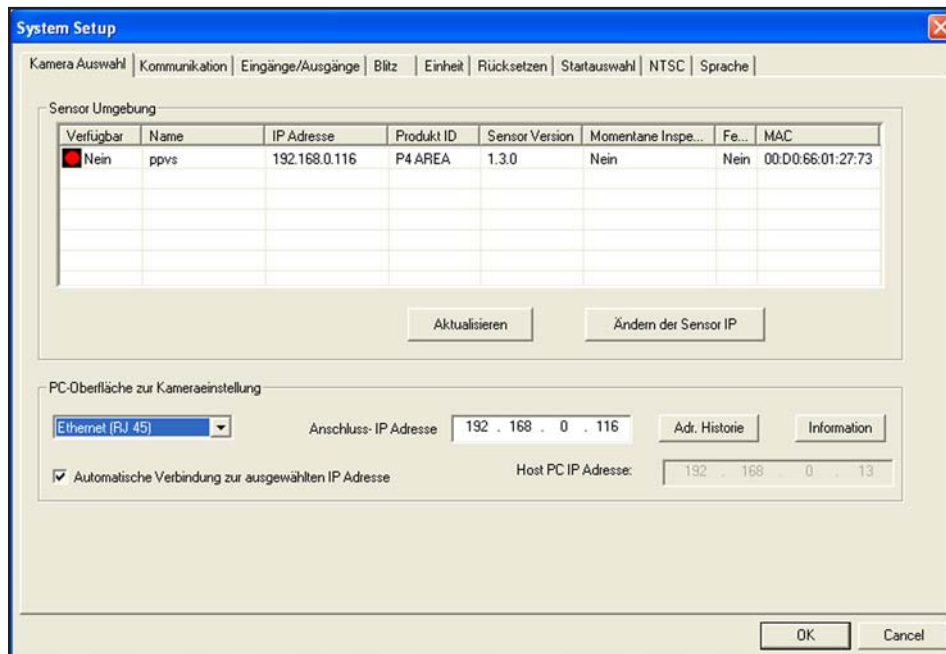 System Setup
Kamera Auswahl Kommunikation Eingänge/Ausgänge Blitz Einheit Rücksetzen Startauswahl NTSC Sprache
Sensor Umgebung
Verfügbar Name IP Adresse Produkt ID Sensor Version Momentane Inspe... Fe... MAC
Nein ppvs 192.168.0.116 P4 AREA 1.3.0 Nein Nein 00:D0:66:01:27:73
Aktualisieren Ändern der Sensor IP
PC-Oberfläche zur Kameraeinstellung
Ethernet (RJ 45) Anschluss- IP Adresse 192 . 168 . 0 . 116 Adr. Historie Information
Automatische Verbindung zur ausgewählten IP Adresse Host PC IP Adresse: 192 . 168 . 0 . 13
OK Cancel